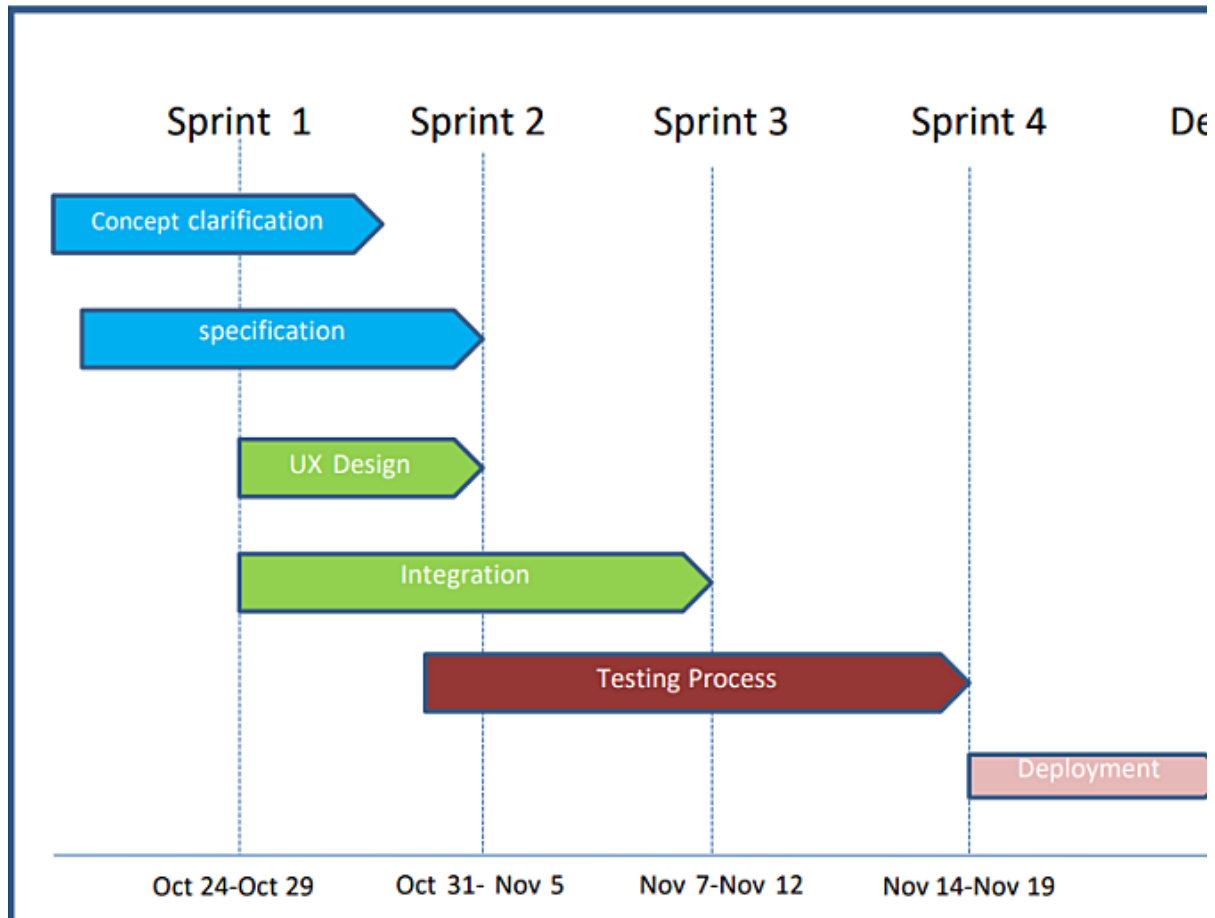 Sprint 1 Sprint 2 Sprint 3 Sprint 4 De
Concept clarification
specification
UX Design
Integration
Testing Process
Deployment
Oct 24-Oct 29 Oct 31- Nov 5 Nov 7-Nov 12 Nov 14-Nov 19